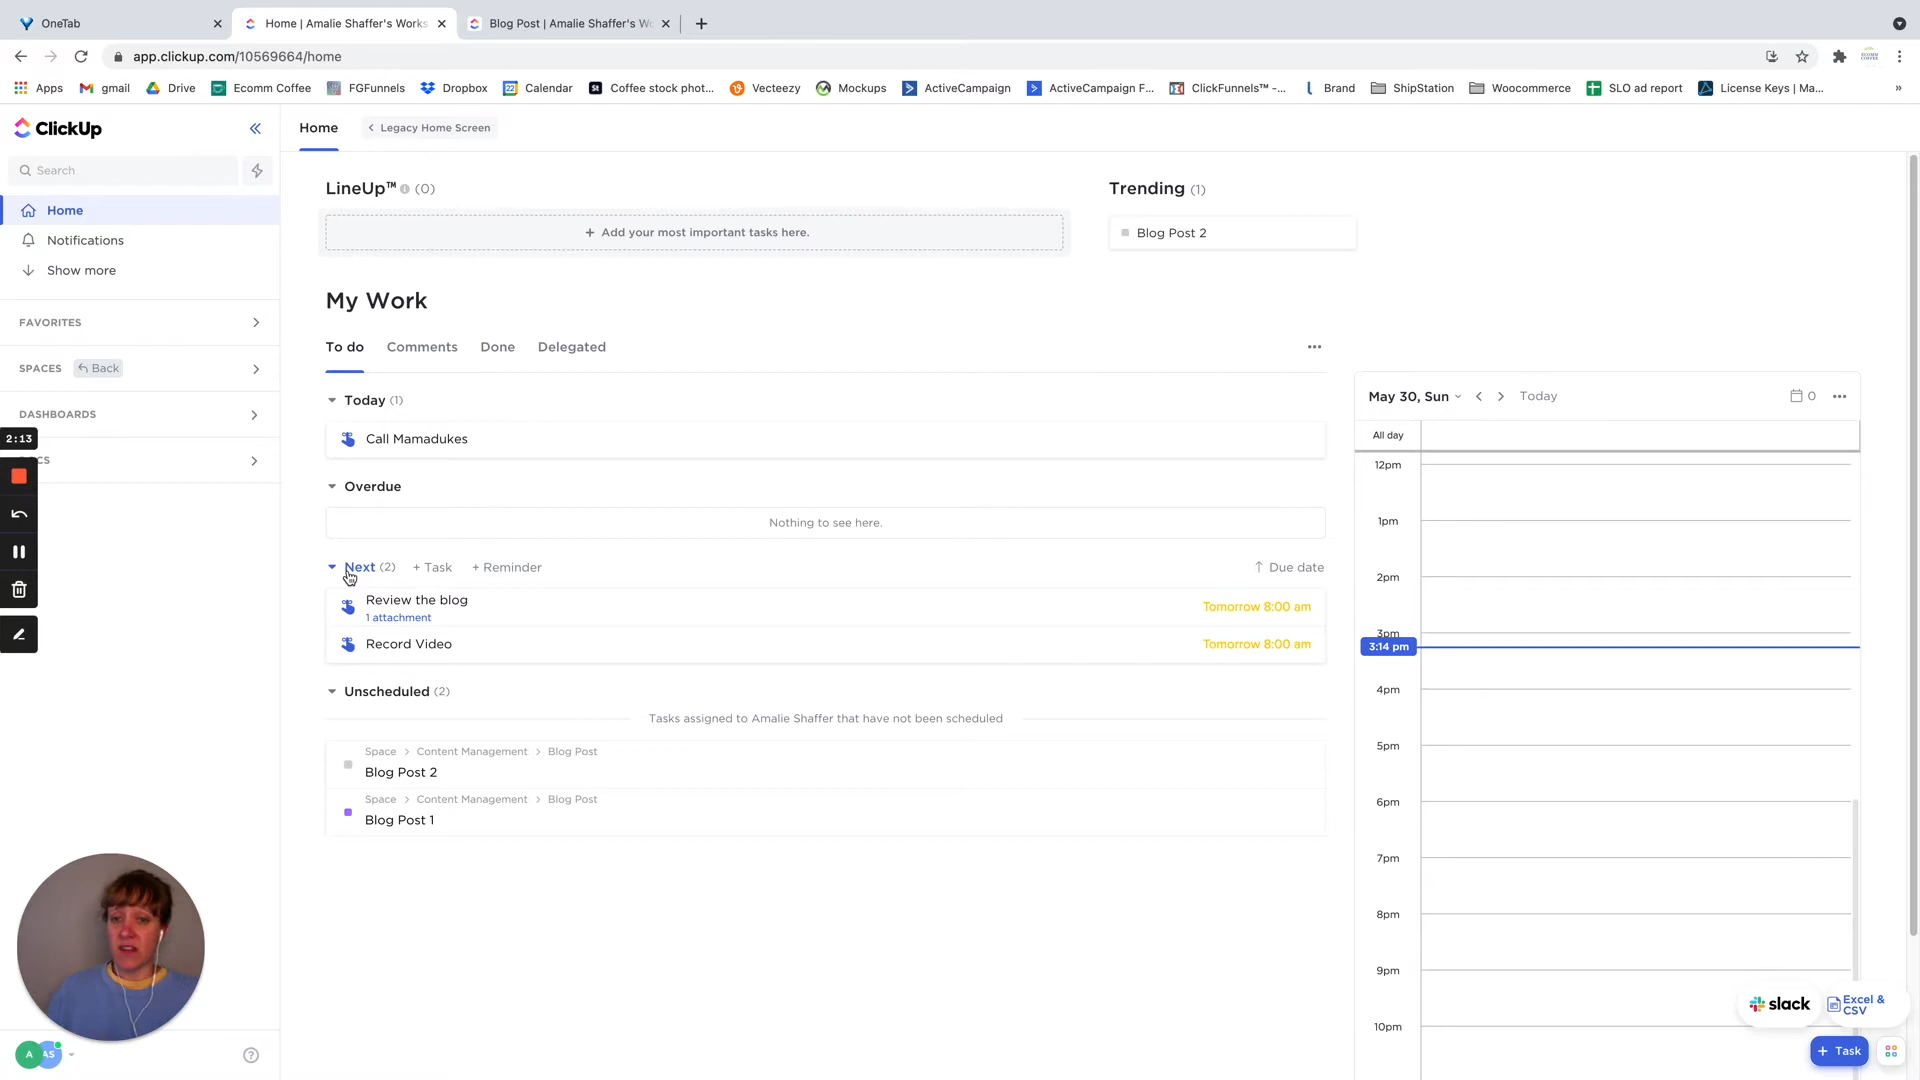 OneTab
Home | Amalie Shaffer's Works
Blog Post | Amalie Shaffer's Wo
app.clickup.com/10569664/home
Apps
gmail
Drive
Ecomm Coffee
FGFunnels
Dropbox
Calendar
Coffee stock phot...
Vecteezy
Mockups
ActiveCampaign
ActiveCampaign F...
ClickFunnels™ -...
Brand
ShipStation
Woocommerce
SLO ad report
License Keys | Ma...
»
ClickUp
Search
Home
Notifications
Show more
FAVORITES
SPACES
Back
DASHBOARDS
2:13
CS
Home
Legacy Home Screen
LineUp™ (0)
+ Add your most important tasks here.
Trending (1)
Blog Post 2
My Work
To do
Comments
Done
Delegated
Today (1)
Call Mamadukes
Overdue
Nothing to see here.
Next (2)
+ Task
+ Reminder
Due date
Review the blog
1 attachment
Tomorrow 8:00 am
Record Video
Tomorrow 8:00 am
Unscheduled (2)
Tasks assigned to Amalie Shaffer that have not been scheduled
Space > Content Management > Blog Post
Blog Post 2
Space > Content Management > Blog Post
Blog Post 1
May 30, Sun
Today
0
All day
12pm
1pm
2pm
3pm
3:14 pm
4pm
5pm
6pm
7pm
8pm
9pm
10pm
slack
Excel &
CSV
+ Task
A
AS